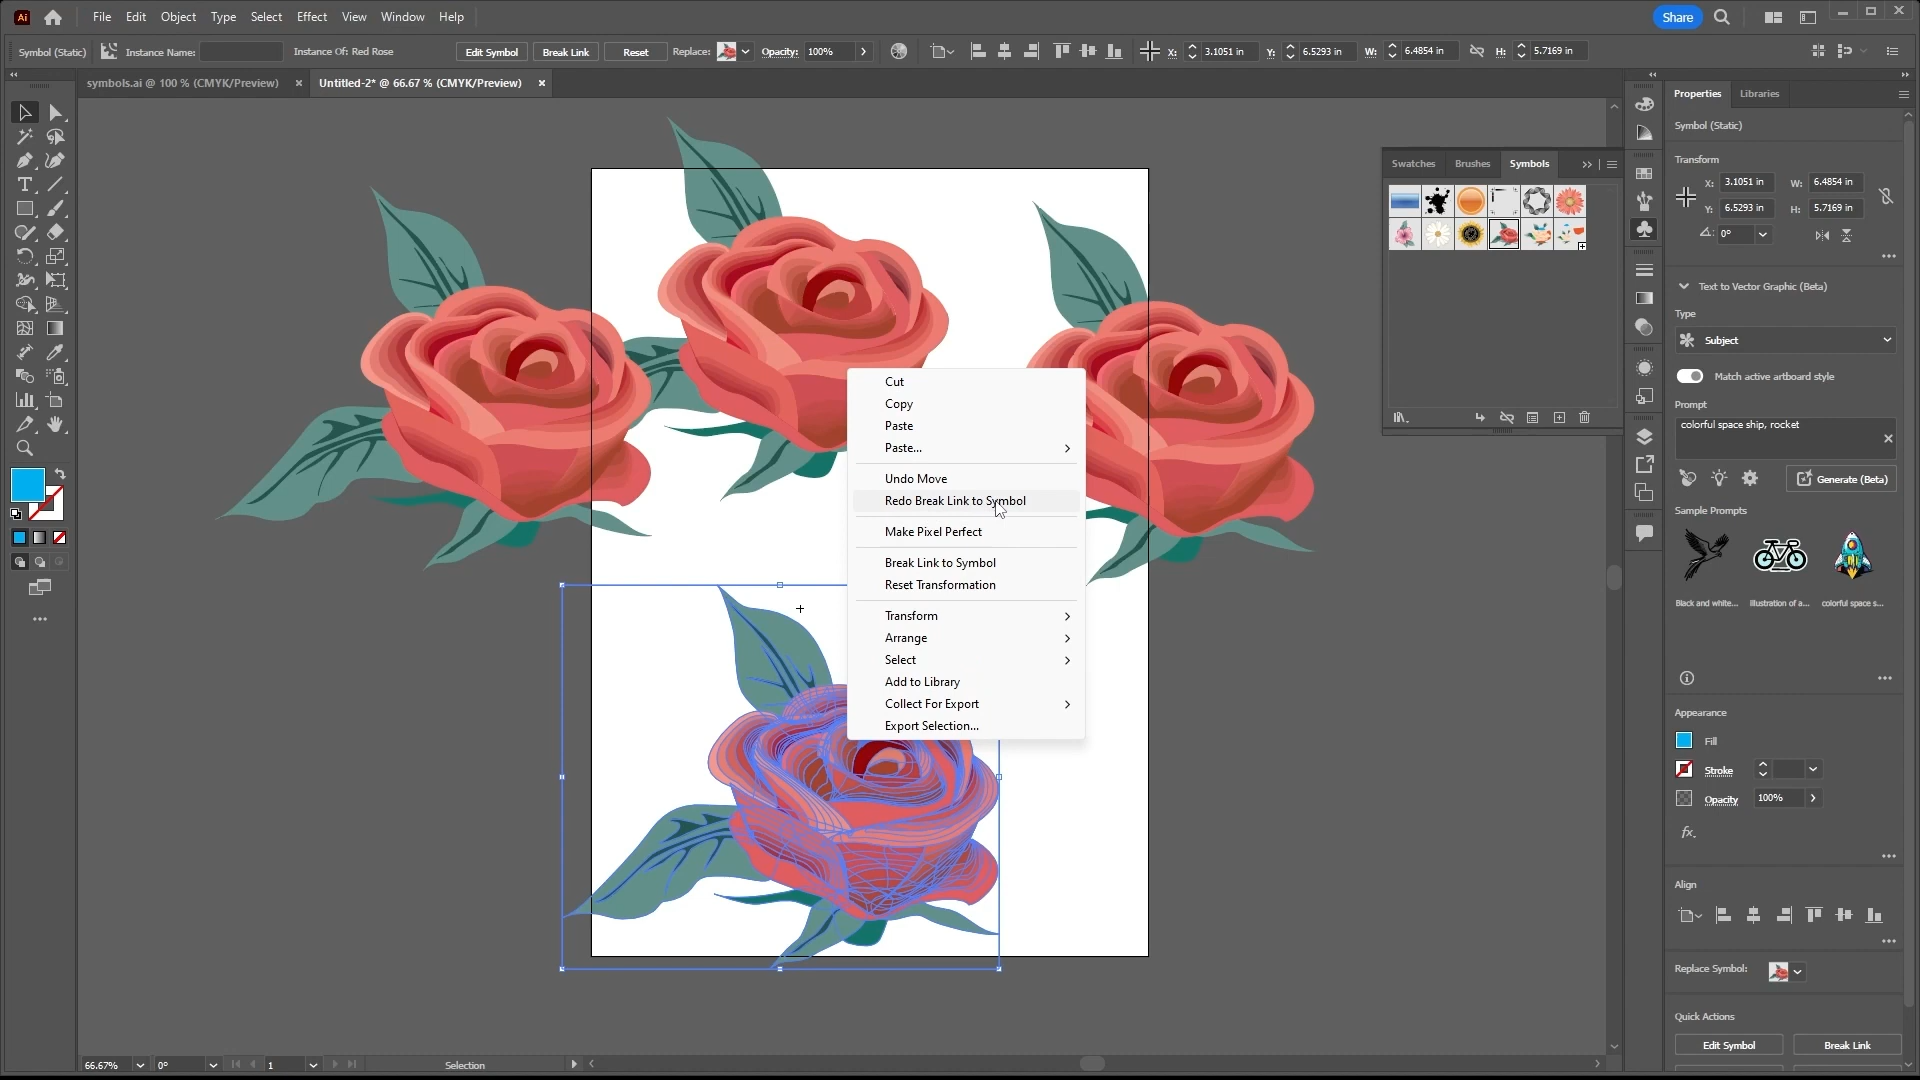 Ai File Edit Object Type Select Effect View Window Help Share
Symbol (Static) Instance Name: Instance Of: Red Rose Edit Symbol Break Link Reset Replace: Opacity: 100% X: 3.1051 in Y: 6.5293 in W: 6.4854 in H: 5.7169 in
symbols.ai @ 100 % (CMYK/Preview) Untitled-2* @ 66.67 % (CMYK/Preview)
Properties Libraries
Symbol (Static)
Transform
X: 3.1051 in W: 6.4854 in
Y: 6.5293 in H: 5.7169 in
0°
Text to Vector Graphic (Beta)
Type
Subject
Match active artboard style
Prompt
colorful space ship, rocket
Generate (Beta)
Sample Prompts
Black and white... Illustration of a... colorful space s...
Appearance
Fill
Stroke
Opacity 100%
fx.
Align
Replace Symbol:
Quick Actions
Edit Symbol Break Link
Swatches Brushes Symbols
Cut
Copy
Paste
Paste...
Undo Move
Redo Break Link to Symbol
Make Pixel Perfect
Break Link to Symbol
Reset Transformation
Transform
Arrange
Select
Add to Library
Collect For Export
Export Selection...
66.67% 0° 1 Selection